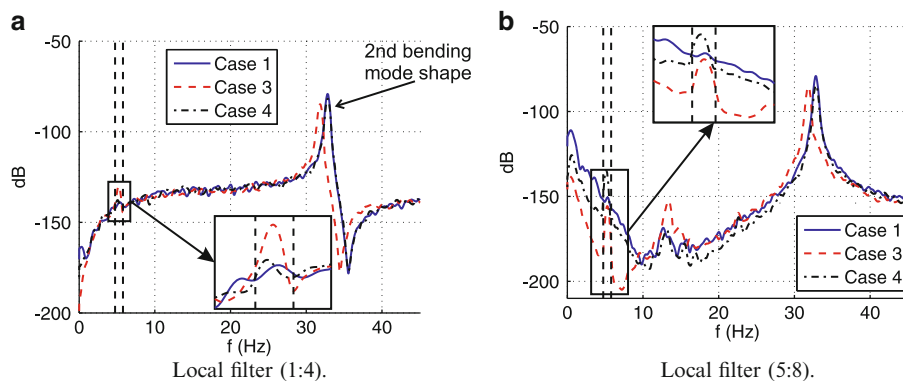 a
-50
-100
-150
-200
dB
Case 1
Case 3
Case 4
2nd bending
mode shape
0
10
20
30
40
f (Hz)
Local filter (1:4).
b
-50
-100
-150
-200
dB
Case 1
Case 3
Case 4
0
10
20
30
40
f (Hz)
Local filter (5:8).